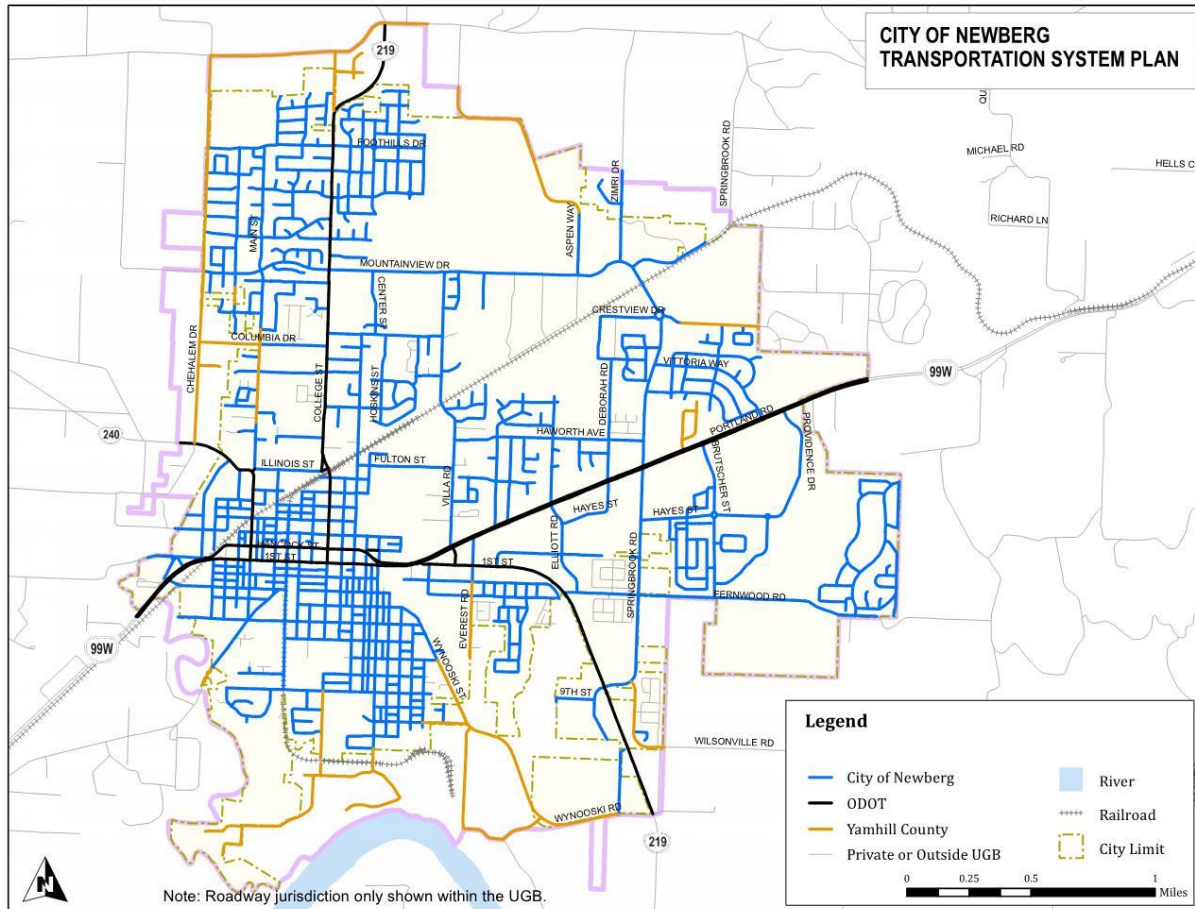 CITY OF NEWBERG
TRANSPORTATION SYSTEM PLAN
219
QU
SPRINGBROOK RD
MICHAEL RD
HELLS C
FOOTHILLS DR
ZIMRI DR
RICHARD LN
ASPEN WAY
MAIN ST
MOUNTAINVIEW DR
CENTER ST
CRESTVIEW DR
COLUMBIA DR
CHEHALEM DR
COLLEGE ST
HOSKINS ST
DEBORAH RD
VITTORIA WAY
99W
PORTLAND RD
PROVIDENCE DR
240
HAWORTH AVE
BRUTSCHER ST
ILLINOIS ST
FULTON ST
VILLA RD
HAYES ST
HAYES ST
HANCOCK ST
1ST ST
1ST ST
ELLIOTT RD
SPRINGBROOK RD
FERNWOOD RD
EVEREST RD
99W
WYNOOSKI ST
9TH ST
WILSONVILLE RD
WYNOOSKI RD
219
Legend
City of Newberg
ODOT
Yamhill County
Private or Outside UGB
River
Railroad
City Limit
0 0.25 0.5 1
Miles
N
Note: Roadway jurisdiction only shown within the UGB.